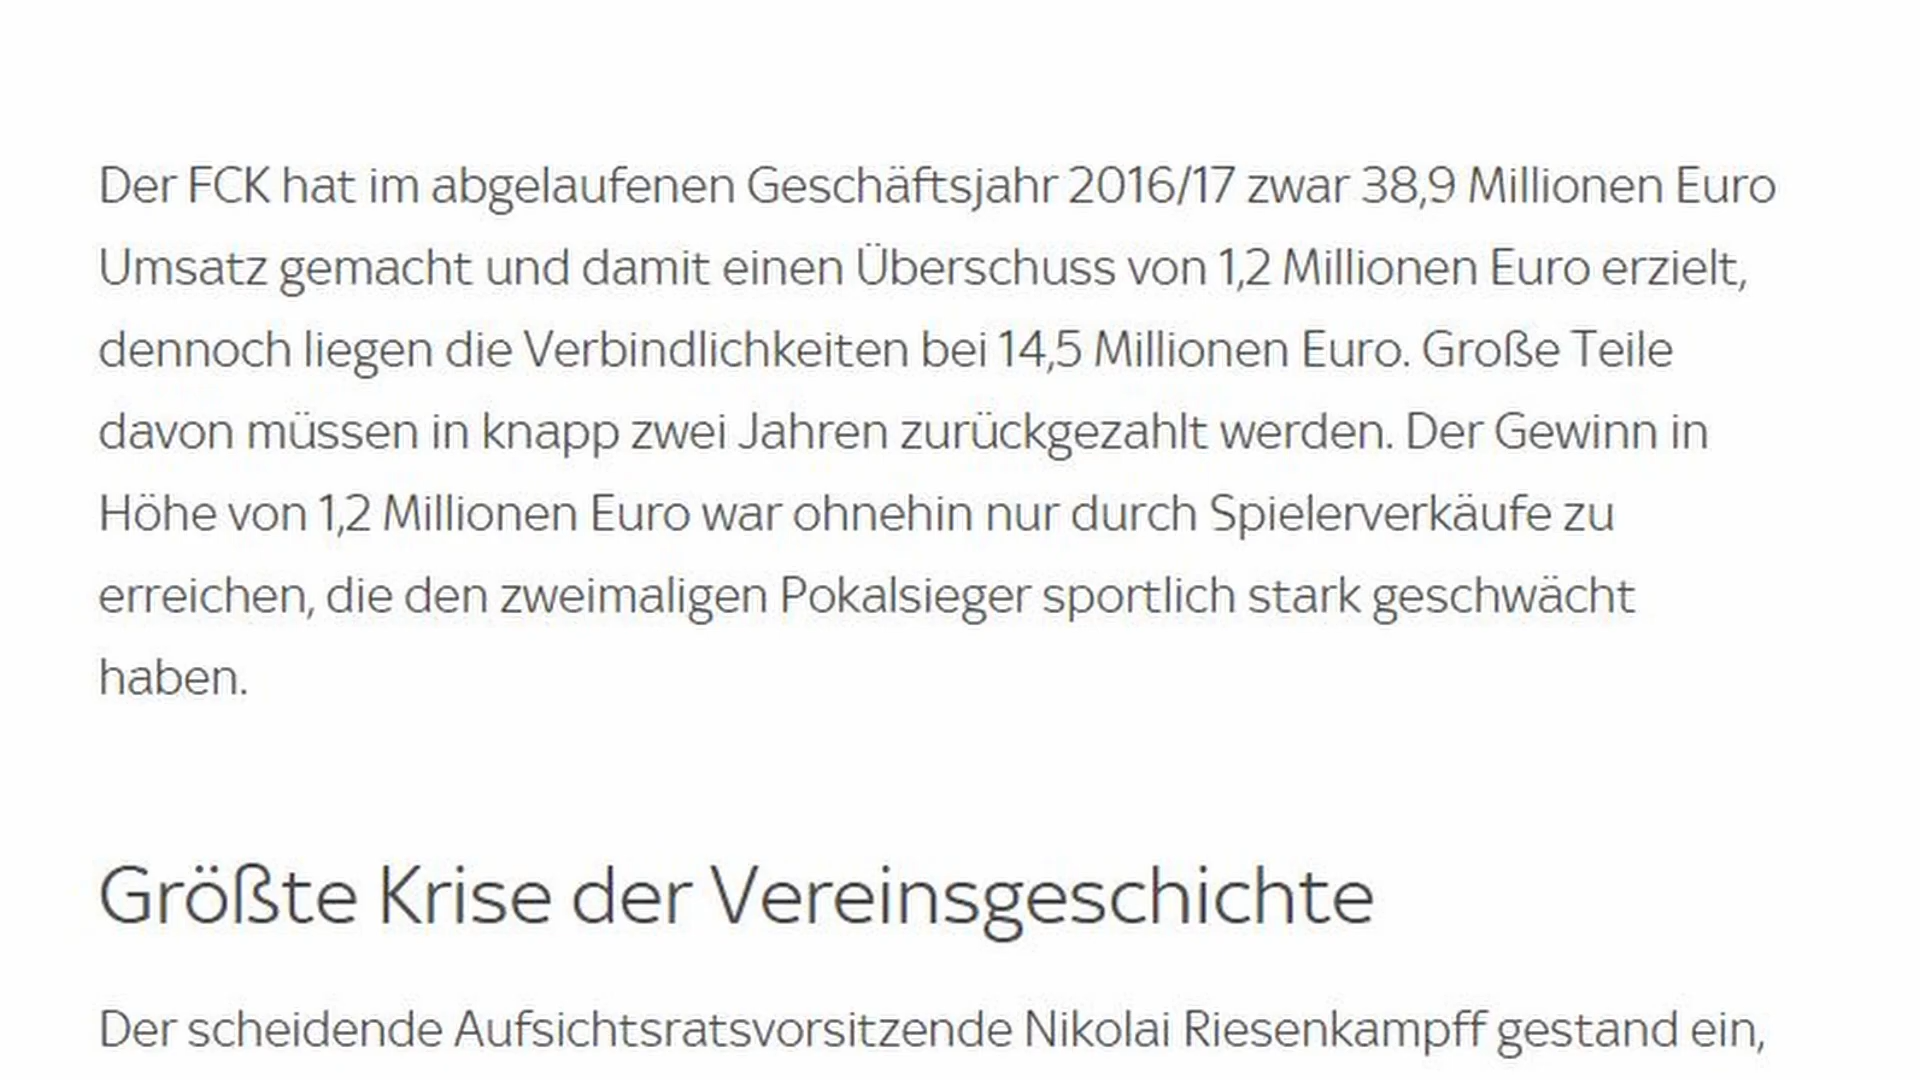 Der FCK hat im abgelaufenen Geschäftsjahr 2016/17 zwar 38,9 Millionen Euro
Umsatz gemacht und damit einen Überschuss von 1,2 Millionen Euro erzielt,
dennoch liegen die Verbindlichkeiten bei 14,5 Millionen Euro. Große Teile
davon müssen in knapp zwei Jahren zurückgezahlt werden. Der Gewinn in
Höhe von 1,2 Millionen Euro war ohnehin nur durch Spielerverkäufe zu
erreichen, die den zweimaligen Pokalsieger sportlich stark geschwächt
haben.
Größte Krise der Vereinsgeschichte
Der scheidende Aufsichtsratsvorsitzende Nikolai Riesenkampff gestand ein,